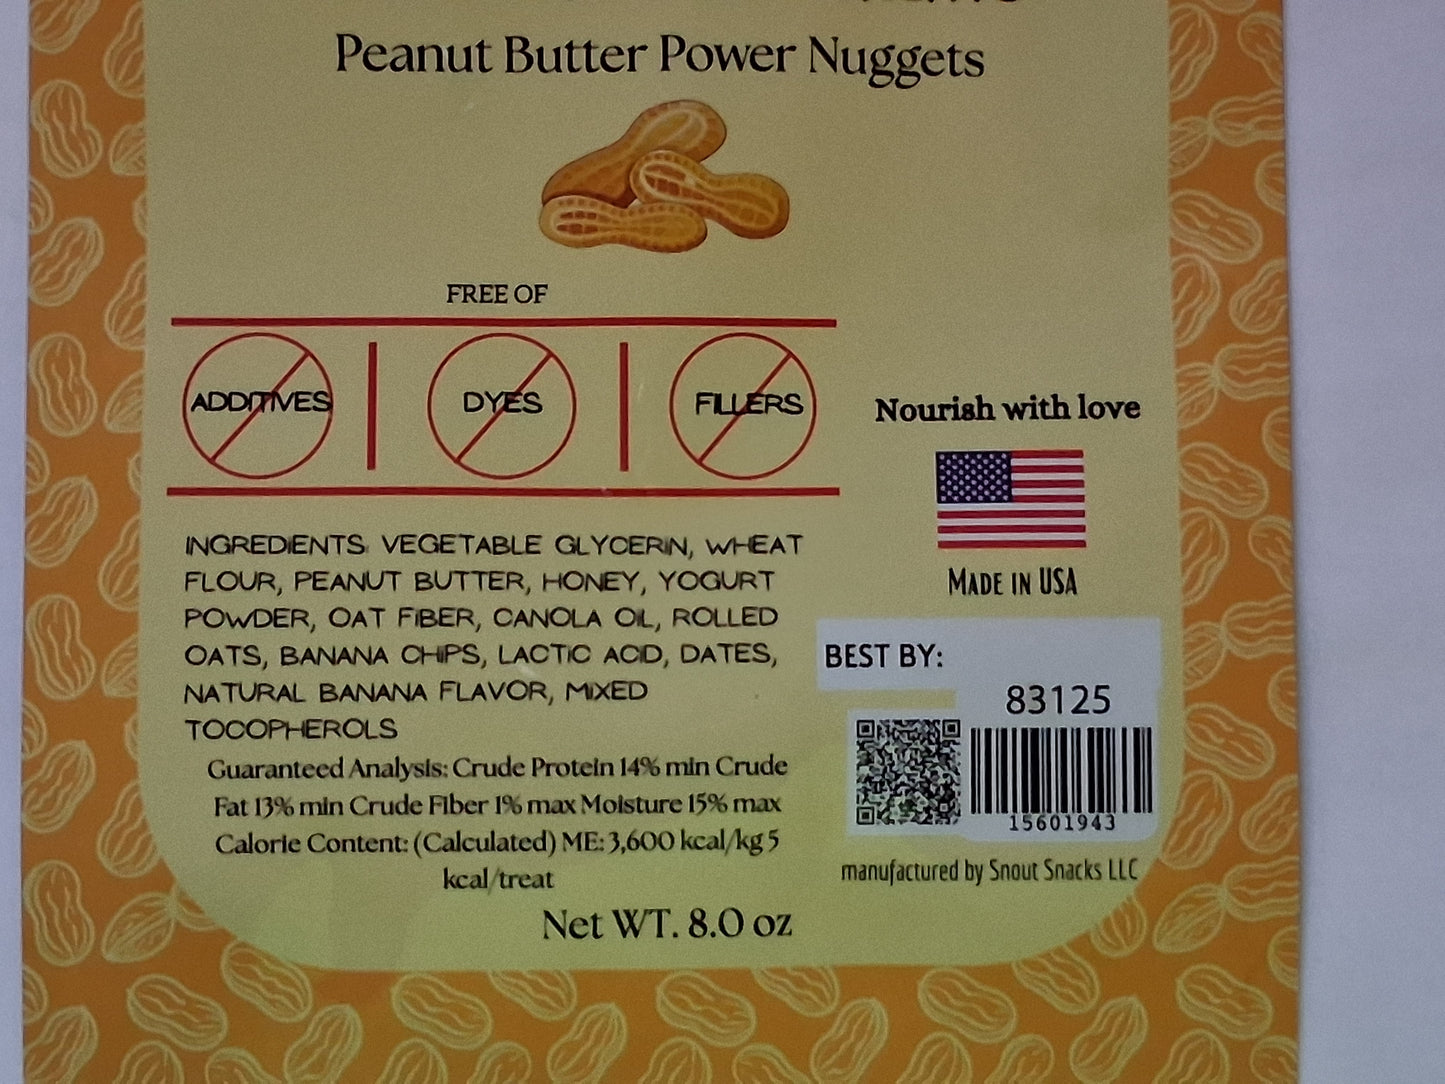 Peanut Butter Power Nuggets
FREE OF
ADDITIVES
DYES
FILLERS
Nourish with love
MADE IN USA
INGREDIENTS: VEGETABLE GLYCERIN, WHEAT
FLOUR, PEANUT BUTTER, HONEY, YOGURT
POWDER, OAT FIBER, CANOLA OIL, ROLLED
OATS, BANANA CHIPS, LACTIC ACID, DATES,
NATURAL BANANA FLAVOR, MIXED
TOCOPHEROLS
Guaranteed Analysis: Crude Protein 14% min Crude
Fat 13% min Crude Fiber 1% max Moisture 15% max
Calorie Content: (Calculated) ME: 3,600 kcal/kg 5
kcal/treat
Net WT. 8.0 oz
BEST BY:
83125
15601943
manufactured by Snout Snacks LLC